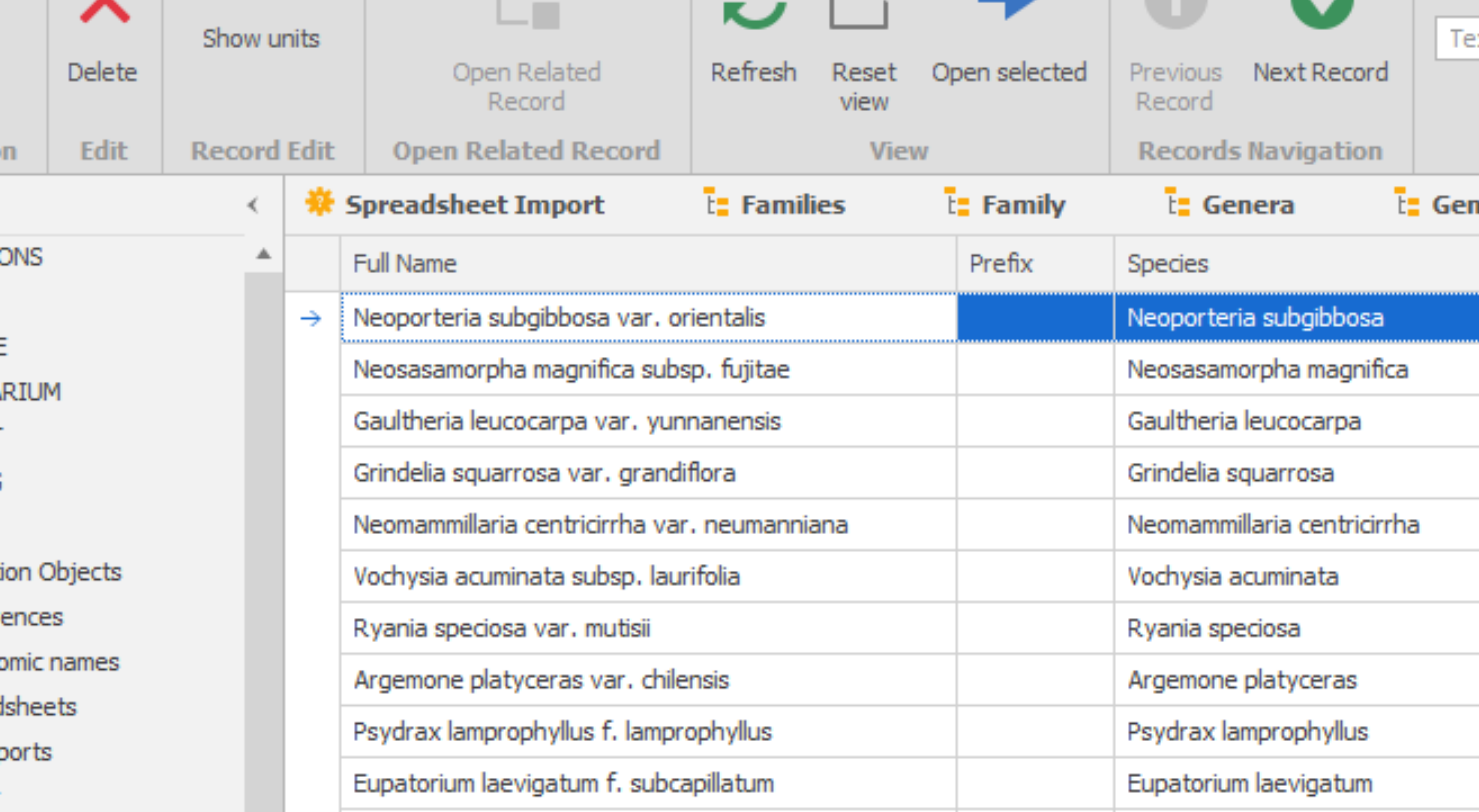 Show units
Delete
Open Related
Record
Refresh
Reset
view
Open selected
Previous
Record
Next Record
Edit
Record Edit
Open Related Record
View
Records Navigation
Spreadsheet Import Families Family Genera
Full Name Prefix Species
Neoporteria subgibbosa var. orientalis Neoporteria subgibbosa
Neosasamorpha magnifica subsp. fujitae Neosasamorpha magnifica
Gaultheria leucocarpa var. yunnanensis Gaultheria leucocarpa
Grindelia squarrosa var. grandiflora Grindelia squarrosa
Neomammillaria centricirrha var. neumanniana Neomammillaria centricirrha
Vochysia acuminata subsp. laurifolia Vochysia acuminata
Ryania speciosa var. mutisii Ryania speciosa
Argemone platyceras var. chilensis Argemone platyceras
Psydrax lamprophyllus f. lamprophyllus Psydrax lamprophyllus
Eupatorium laevigatum f. subcapillatum Eupatorium laevigatum
ONS
E
ARIUM
ion Objects
ences
omic names
dsheets
ports